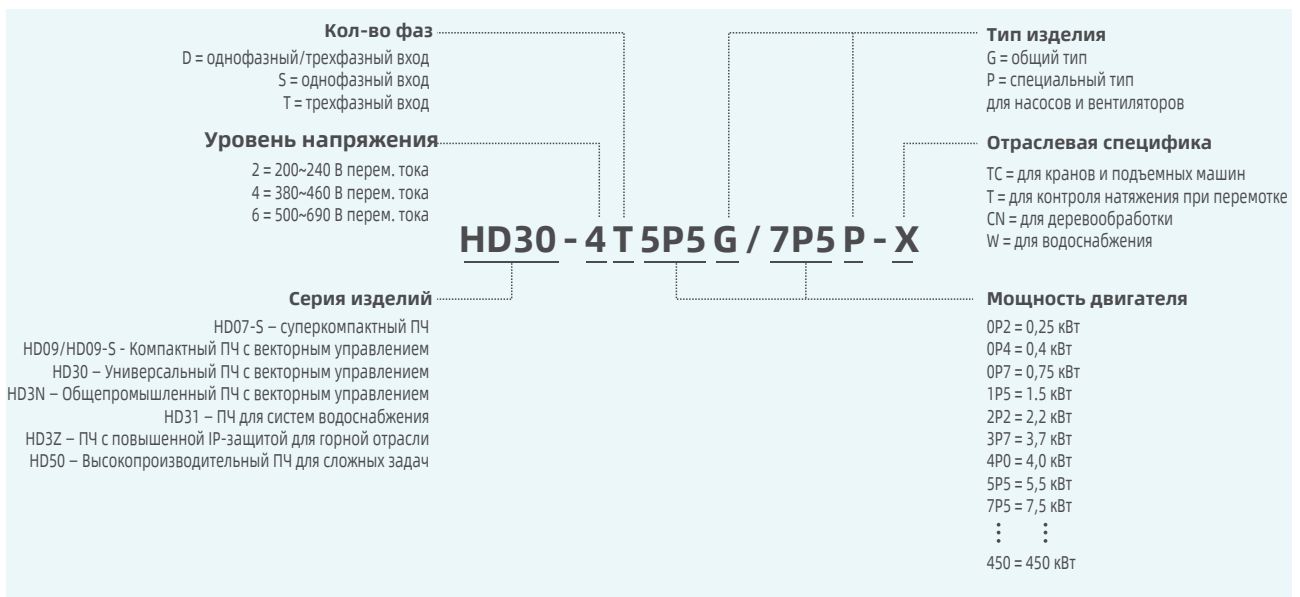 Кол-во фаз
D = однофазный/трехфазный вход
S = однофазный вход
T = трехфазный вход
Уровень напряжения
2 = 200~240 В перем. тока
4 = 380~460 В перем. тока
6 = 500~690 В перем. тока
Тип изделия
G = общий тип
P = специальный тип
для насосов и вентиляторов
Отраслевая специфика
TC = для кранов и подъемных машин
T = для контроля натяжения при перемотке
CN = для деревообработки
W = для водоснабжения
HD30 - 4 T 5P5 G / 7P5 P - X
Серия изделий
HD07-S – суперкомпактный ПЧ
HD09/HD09-S - Компактный ПЧ с векторным управлением
HD30 – Универсальный ПЧ с векторным управлением
HD3N – Общепромышленный ПЧ с векторным управлением
HD31 – ПЧ для систем водоснабжения
HD3Z – ПЧ с повышенной IP-защитой для горной отрасли
HD50 – Высокопроизводительный ПЧ для сложных задач
Мощность двигателя
0P2 = 0,25 кВт
0P4 = 0,4 кВт
0P7 = 0,75 кВт
1P5 = 1.5 кВт
2P2 = 2,2 кВт
3P7 = 3,7 кВт
4P0 = 4,0 кВт
5P5 = 5,5 кВт
7P5 = 7,5 кВт
⋮ ⋮
450 = 450 кВт